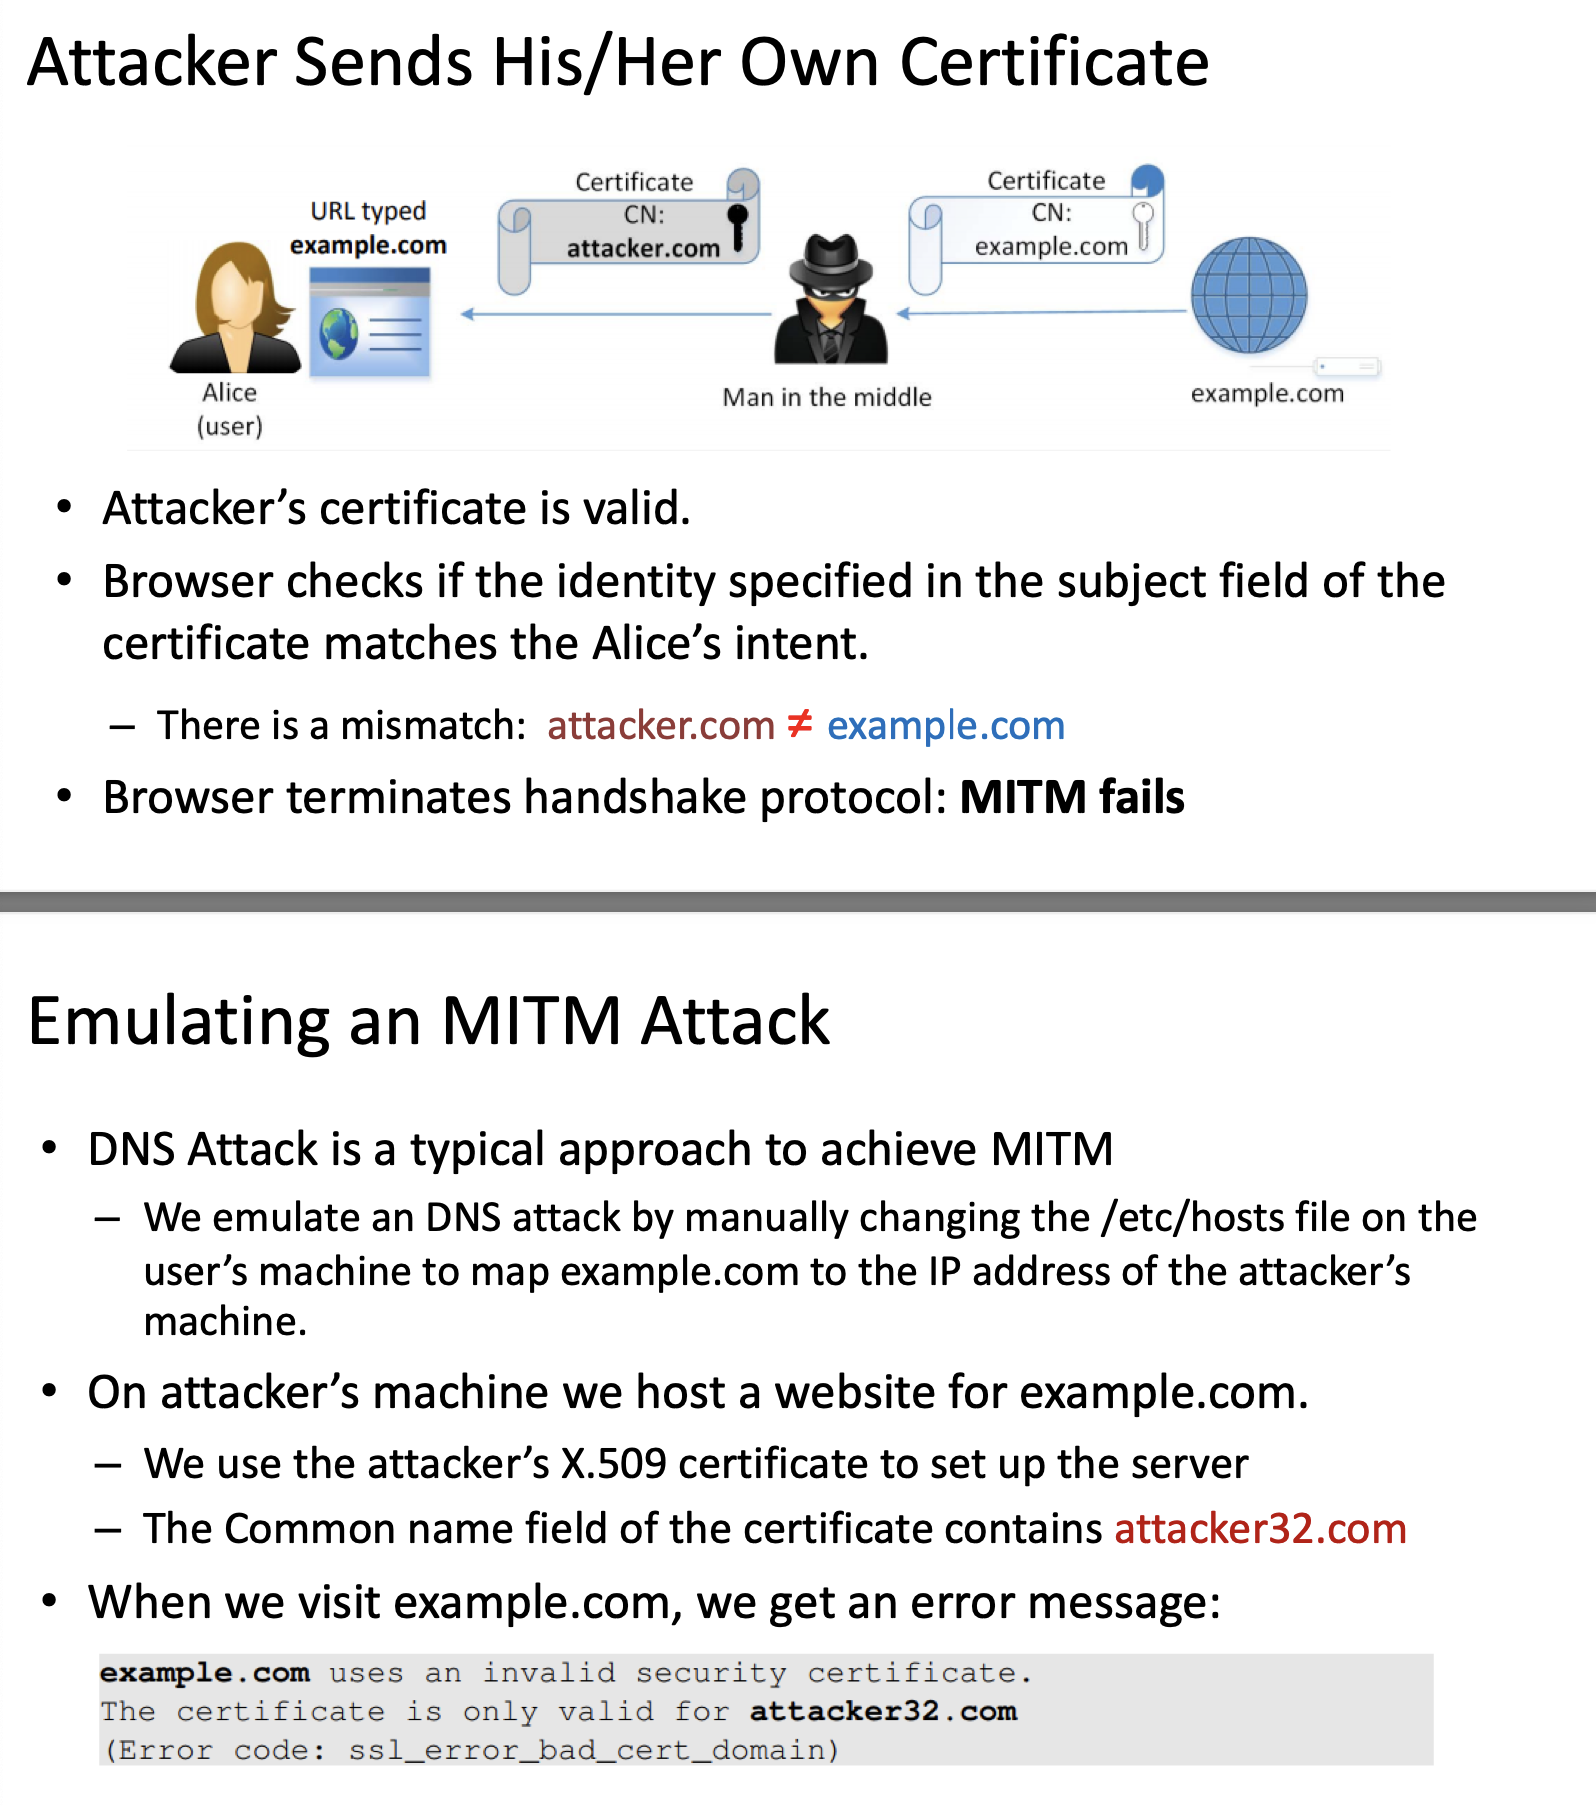 Attacker Sends His/Her Own Certificate
URL typed
example.com
Certificate
CN:
attacker.com
Certificate
CN:
example.com
Alice
(user)
Man in the middle
example.com
• Attacker’s certificate is valid.
• Browser checks if the identity specified in the subject field of the
certificate matches the Alice’s intent.
– There is a mismatch: attacker.com ≠ example.com
• Browser terminates handshake protocol: MITM fails
Emulating an MITM Attack
• DNS Attack is a typical approach to achieve MITM
– We emulate an DNS attack by manually changing the /etc/hosts file on the
user’s machine to map example.com to the IP address of the attacker’s
machine.
• On attacker’s machine we host a website for example.com.
– We use the attacker’s X.509 certificate to set up the server
– The Common name field of the certificate contains attacker32.com
• When we visit example.com, we get an error message:
example.com uses an invalid security certificate.
The certificate is only valid for attacker32.com
(Error code: ssl_error_bad_cert_domain)